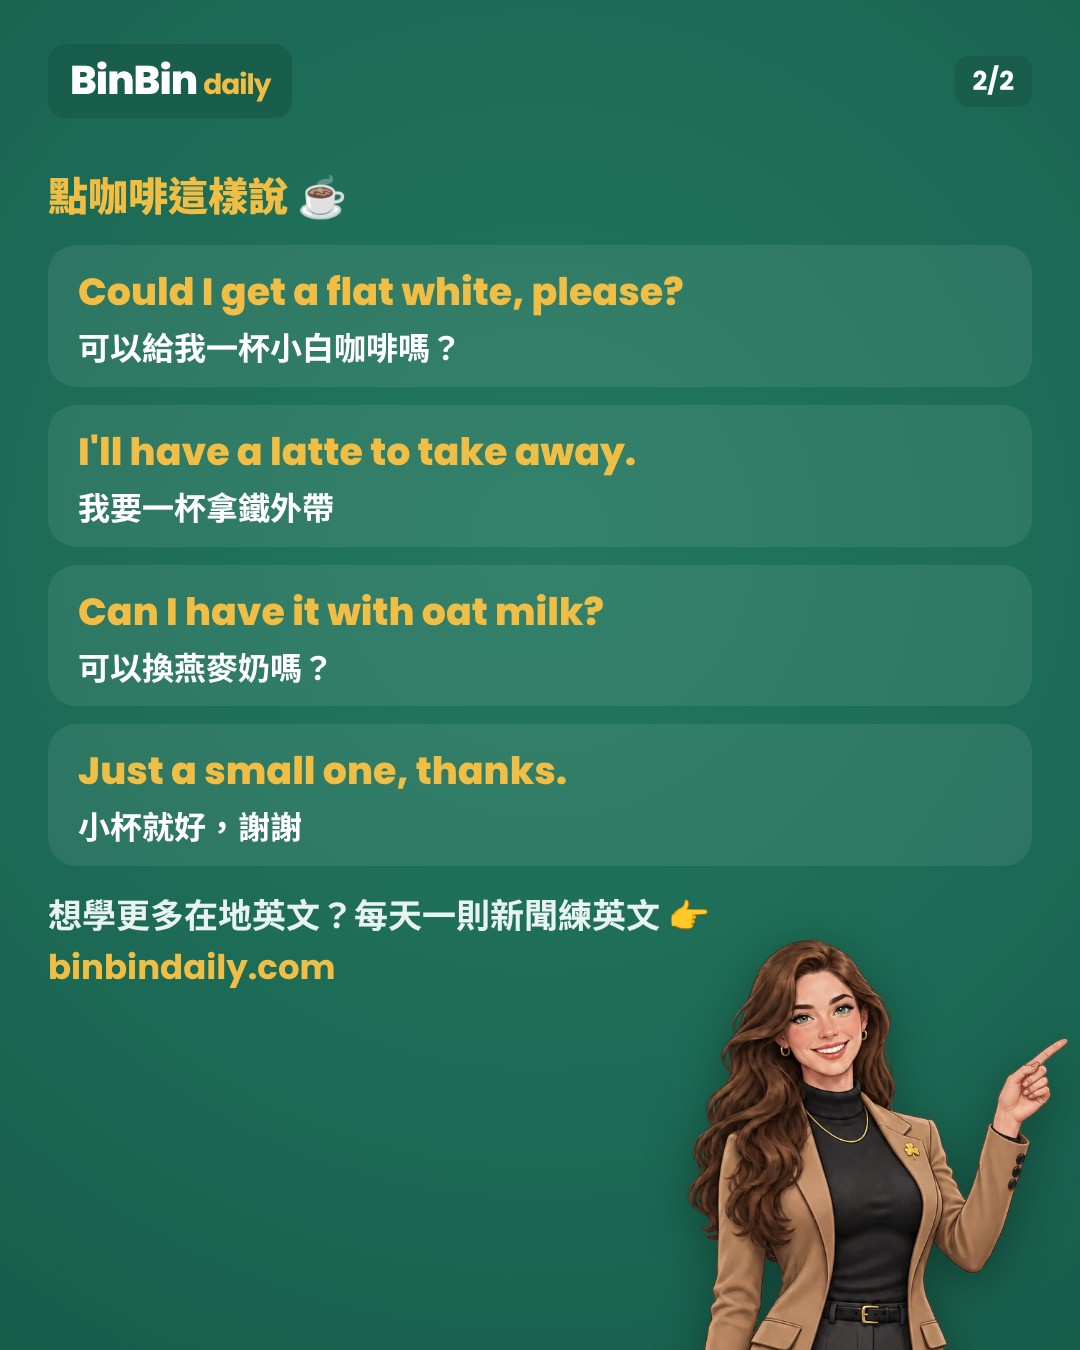 BinBin daily
2/2
點咖啡這樣說 ☕
Could I get a flat white, please?
可以給我一杯小白咖啡嗎？
I'll have a latte to take away.
我要一杯拿鐵外帶
Can I have it with oat milk?
可以換燕麥奶嗎？
Just a small one, thanks.
小杯就好，謝謝
想學更多在地英文？每天一則新聞練英文 👉
binbindaily.com